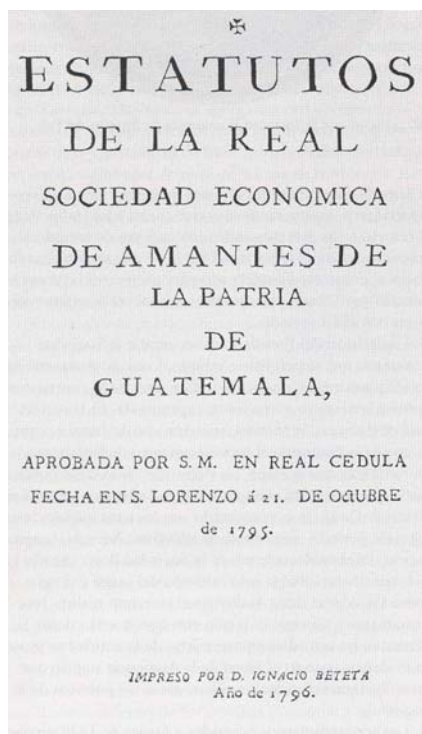 ✠
ESTATUTOS
DE LA REAL
SOCIEDAD ECONOMICA
DE AMANTES DE
LA PATRIA
DE
GUATEMALA,
APROBADA POR S. M. EN REAL CEDULA
FECHA EN S. LORENZO á 21. DE OCTUBRE
de 1795.
IMPRESO POR D. IGNACIO BETETA
Año de 1796.